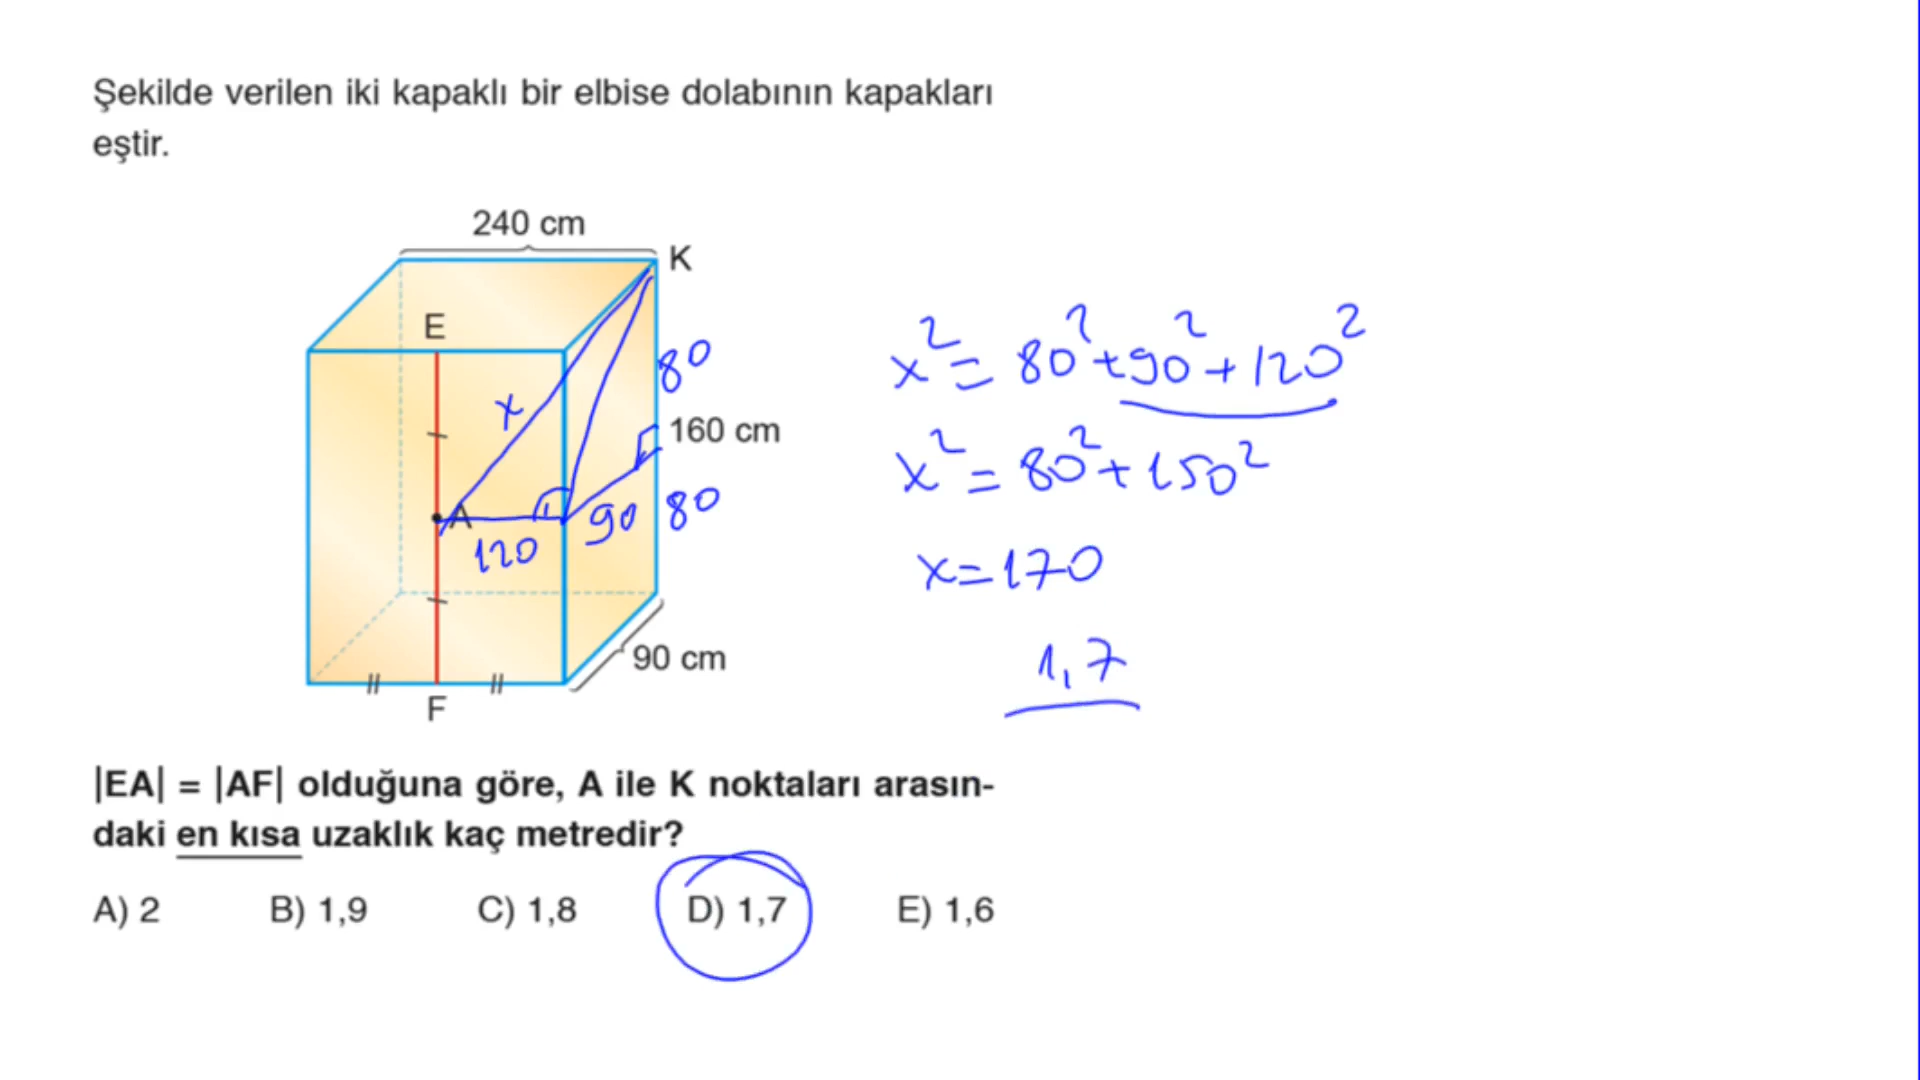 Şekilde verilen iki kapaklı bir elbise dolabının kapakları
eştir.
240 cm
K
E
80
x
160 cm
A
90
80
120
90 cm
F
x² = 80² + 90² + 120²
x² = 80² + 150²
x = 170
1,7
|EA| = |AF| olduğuna göre, A ile K noktaları arasın-
daki en kısa uzaklık kaç metredir?
A) 2 B) 1,9 C) 1,8 D) 1,7 E) 1,6